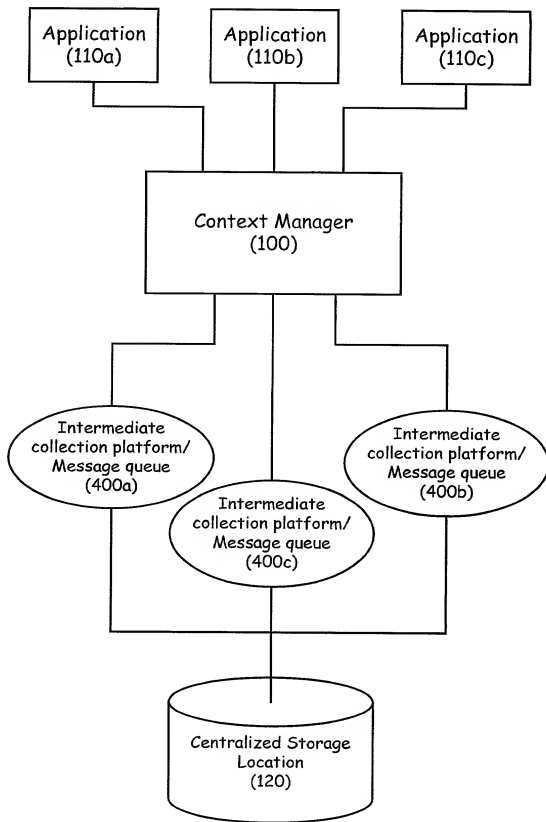 Application
(110a)
Application
(110b)
Application
(110c)
Context Manager
(100)
Intermediate
collection platform/
Message queue
(400a)
Intermediate
collection platform/
Message queue
(400b)
Intermediate
collection platform/
Message queue
(400c)
Centralized Storage
Location
(120)